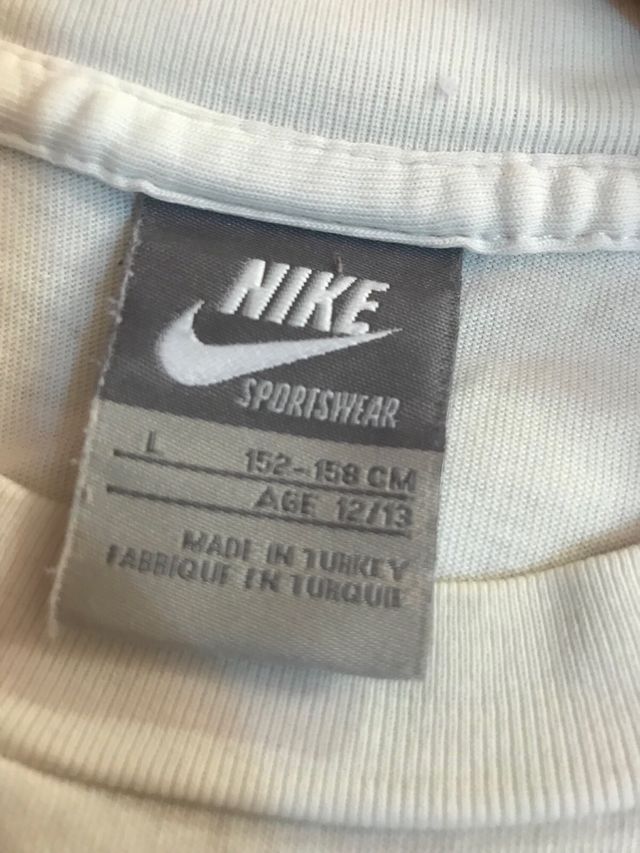 NIKE
SPORTSWEAR
L 152-158 CM
AGE 12/13
MADE IN TURKEY
FABRIQUE EN TURQUIE